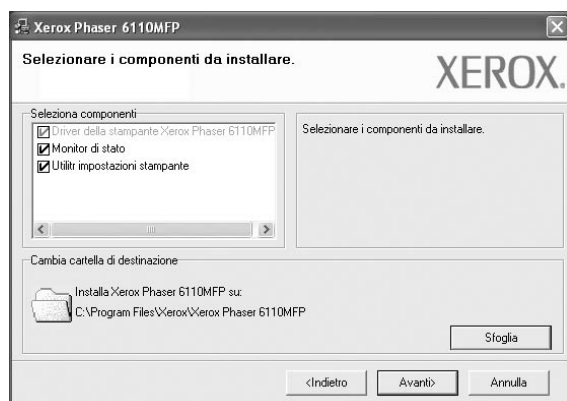 Xerox Phaser 6110MFP
Selezionare i componenti da installare.
XEROX.
Seleziona componenti
Driver della stampante Xerox Phaser 6110MFP
Monitor di stato
Utilitr impostazioni stampante
Selezionare i componenti da installare.
Cambia cartella di destinazione
Installa Xerox Phaser 6110MFP su:
C:\Program Files\Xerox\Xerox Phaser 6110MFP
Sfoglia
<Indietro
Avanti>
Annulla